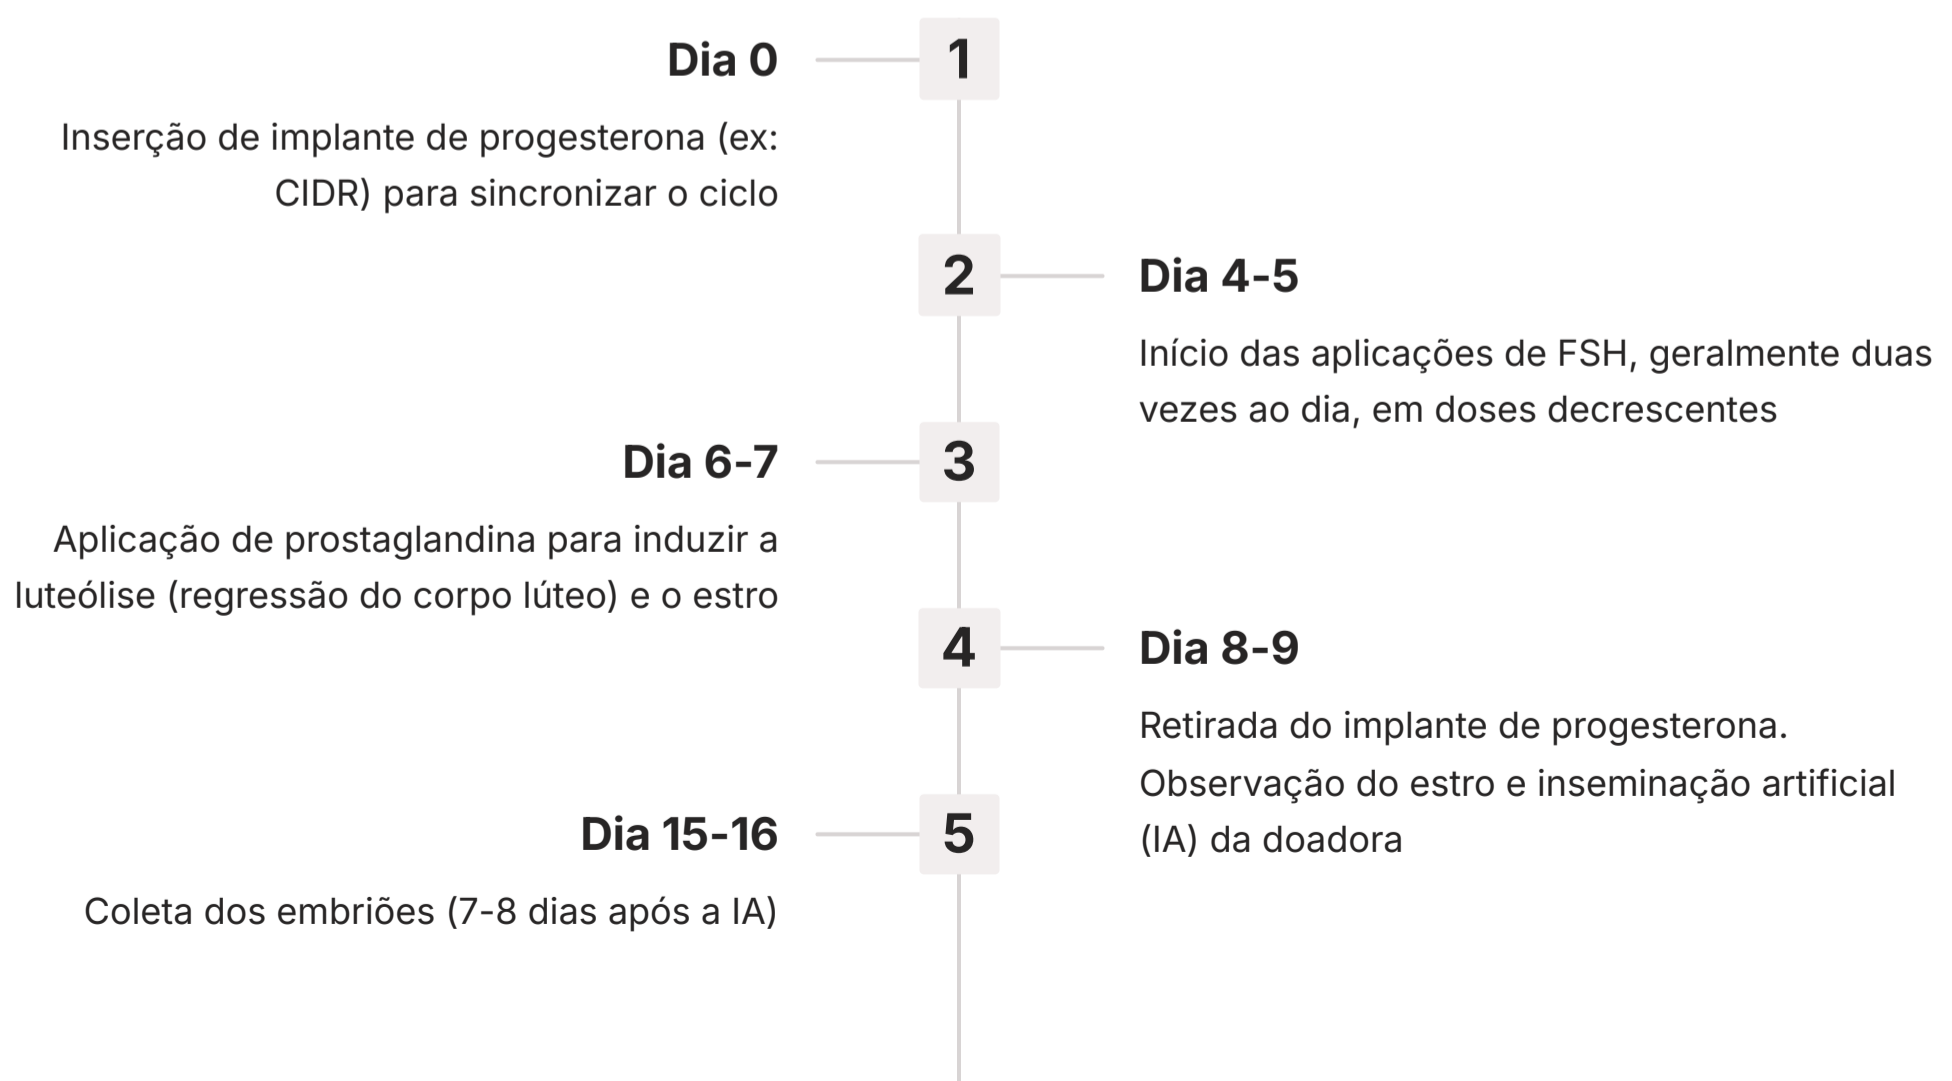 1
Dia 0
Inserção de implante de progesterona (ex:
CIDR) para sincronizar o ciclo
2
Dia 4-5
Início das aplicações de FSH, geralmente duas
vezes ao dia, em doses decrescentes
3
Dia 6-7
Aplicação de prostaglandina para induzir a
luteólise (regressão do corpo lúteo) e o estro
4
Dia 8-9
Retirada do implante de progesterona.
Observação do estro e inseminação artificial
(IA) da doadora
5
Dia 15-16
Coleta dos embriões (7-8 dias após a IA)